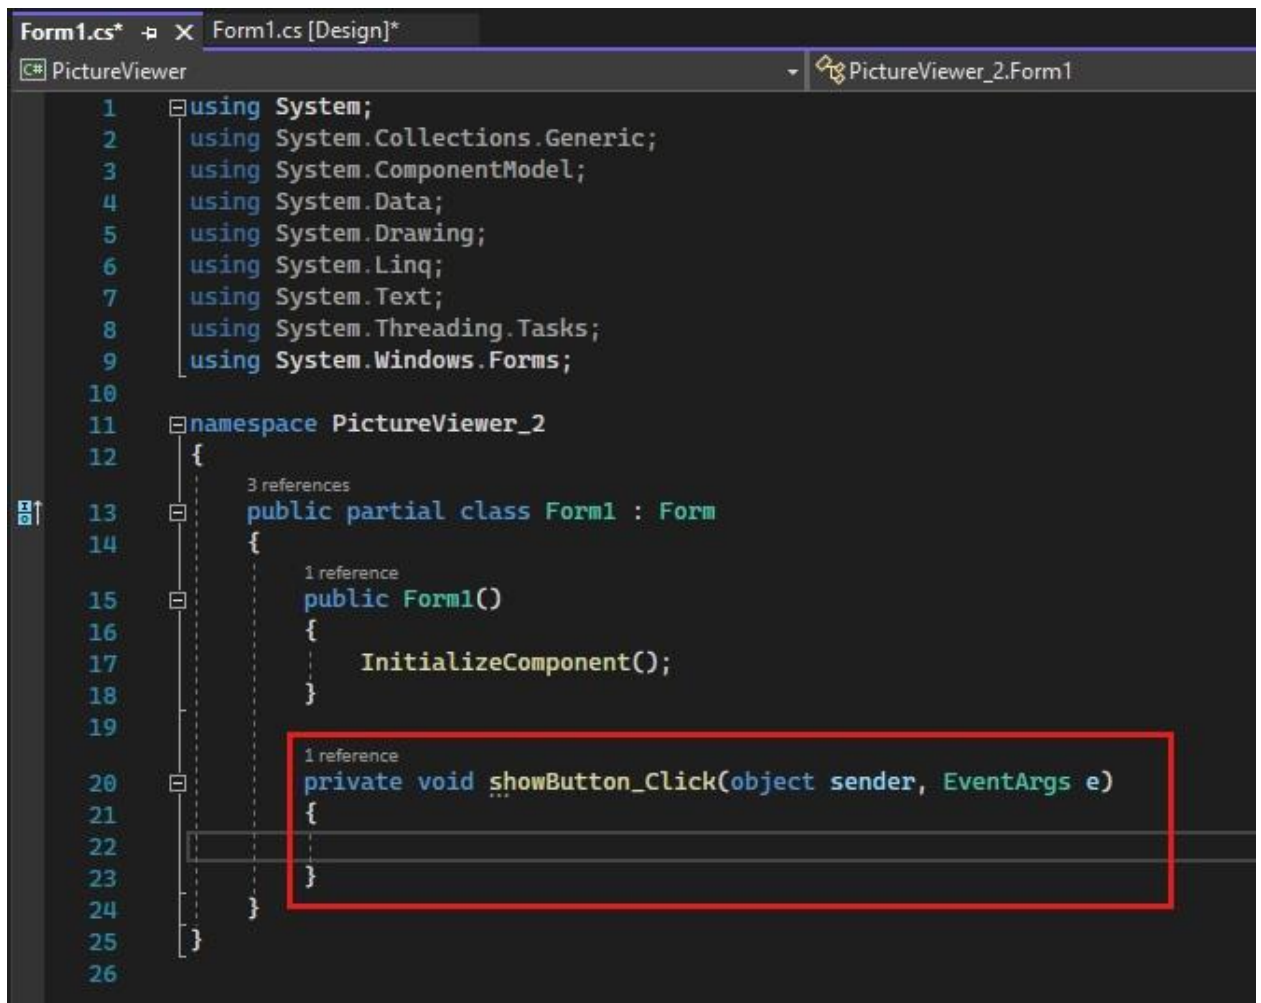 Form1.cs* Form1.cs [Design]*
C# PictureViewer PictureViewer_2.Form1
1 using System;
2 using System.Collections.Generic;
3 using System.ComponentModel;
4 using System.Data;
5 using System.Drawing;
6 using System.Linq;
7 using System.Text;
8 using System.Threading.Tasks;
9 using System.Windows.Forms;
10
11 namespace PictureViewer_2
12 {
3 references
13 public partial class Form1 : Form
14 {
1 reference
15 public Form1()
16 {
17 InitializeComponent();
18 }
19
1 reference
20 private void showButton_Click(object sender, EventArgs e)
21 {
22
23 }
24 }
25 }
26